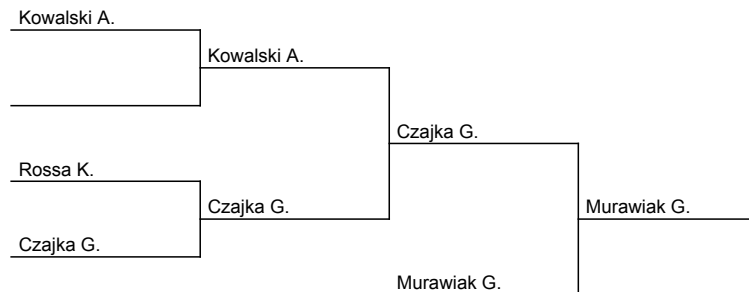 Kowalski A.
Kowalski A.
Czajka G.
Rossa K.
Czajka G.
Murawiak G.
Czajka G.
Murawiak G.